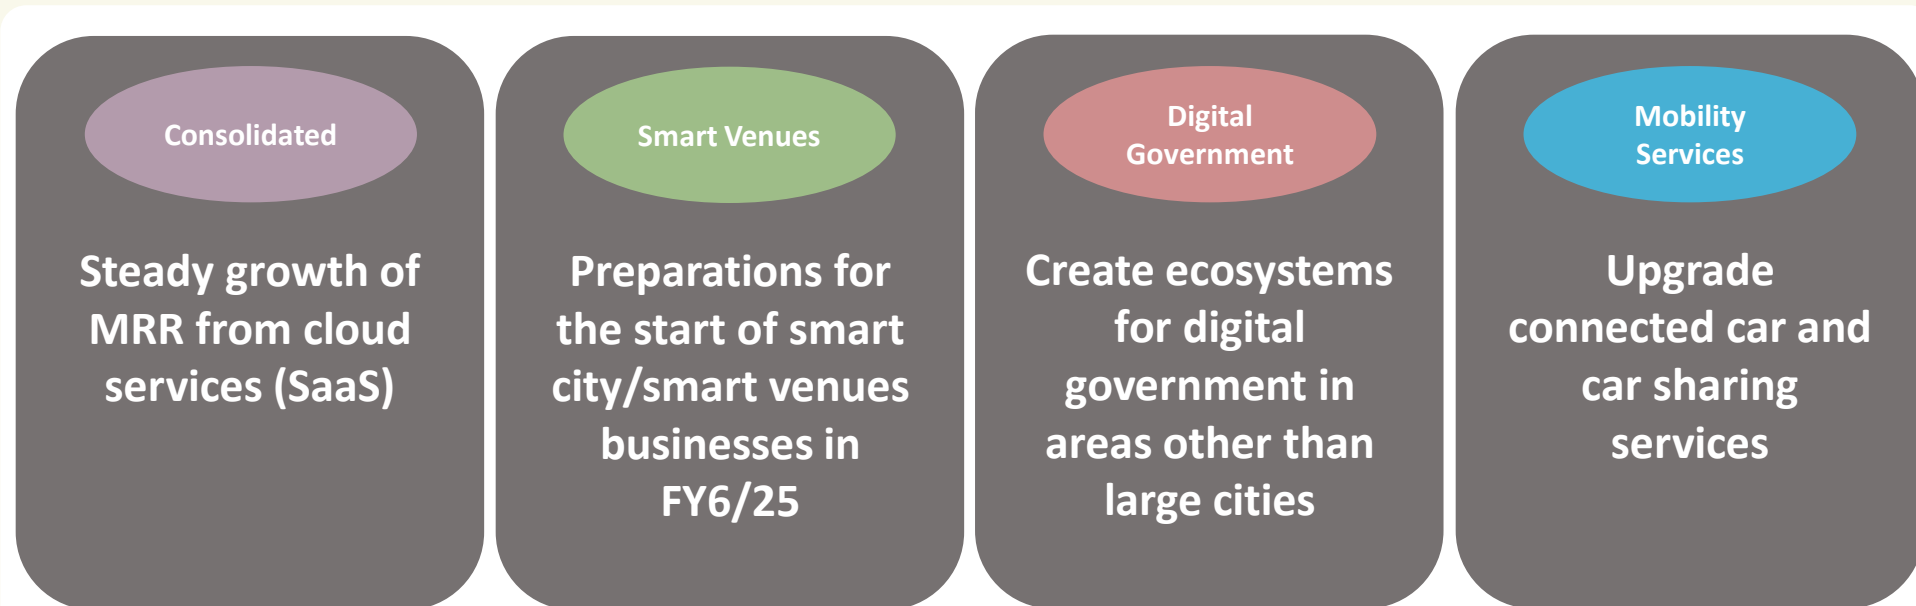 Consolidated
Steady growth of
MRR from cloud
services (SaaS)
Smart Venues
Preparations for
the start of smart
city/smart venues
businesses in
FY6/25
Digital
Government
Create ecosystems
for digital
government in
areas other than
large cities
Mobility
Services
Upgrade
connected car and
car sharing
services